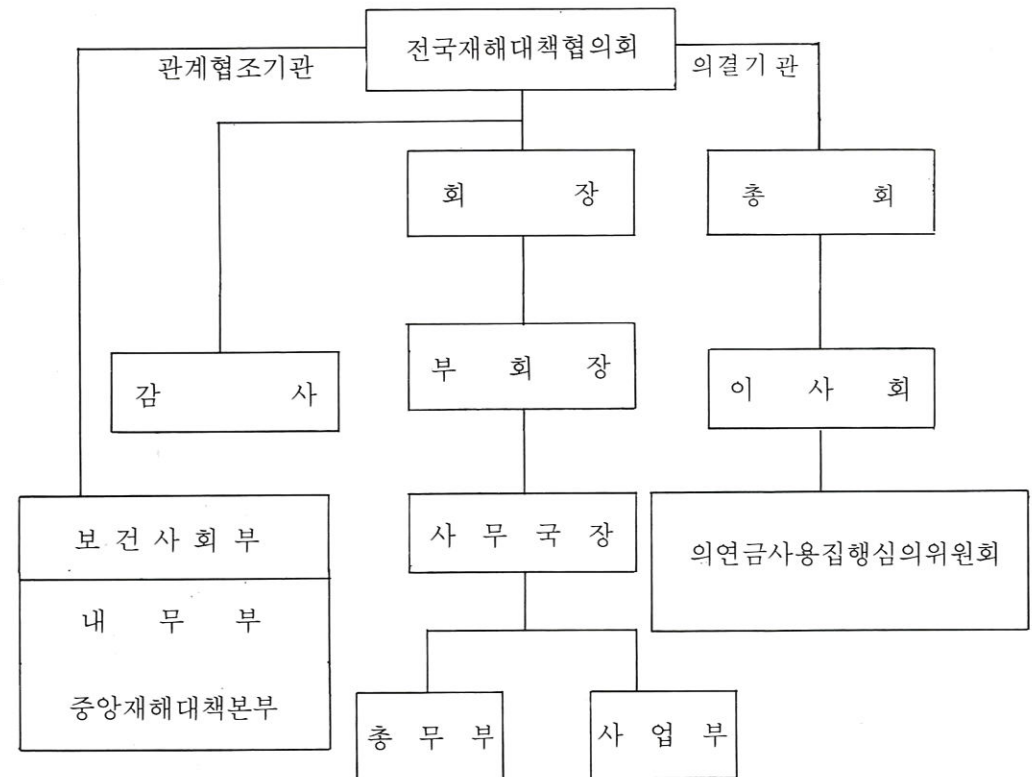 전국재해대책협의회
관계협조기관
의결기관
회 장
총 회
감 사
부 회 장
이 사 회
보 건 사 회 부
사 무 국 장
의연금사용집행심의위원회
내 무 부
중앙재해대책본부
총 무 부
사 업 부